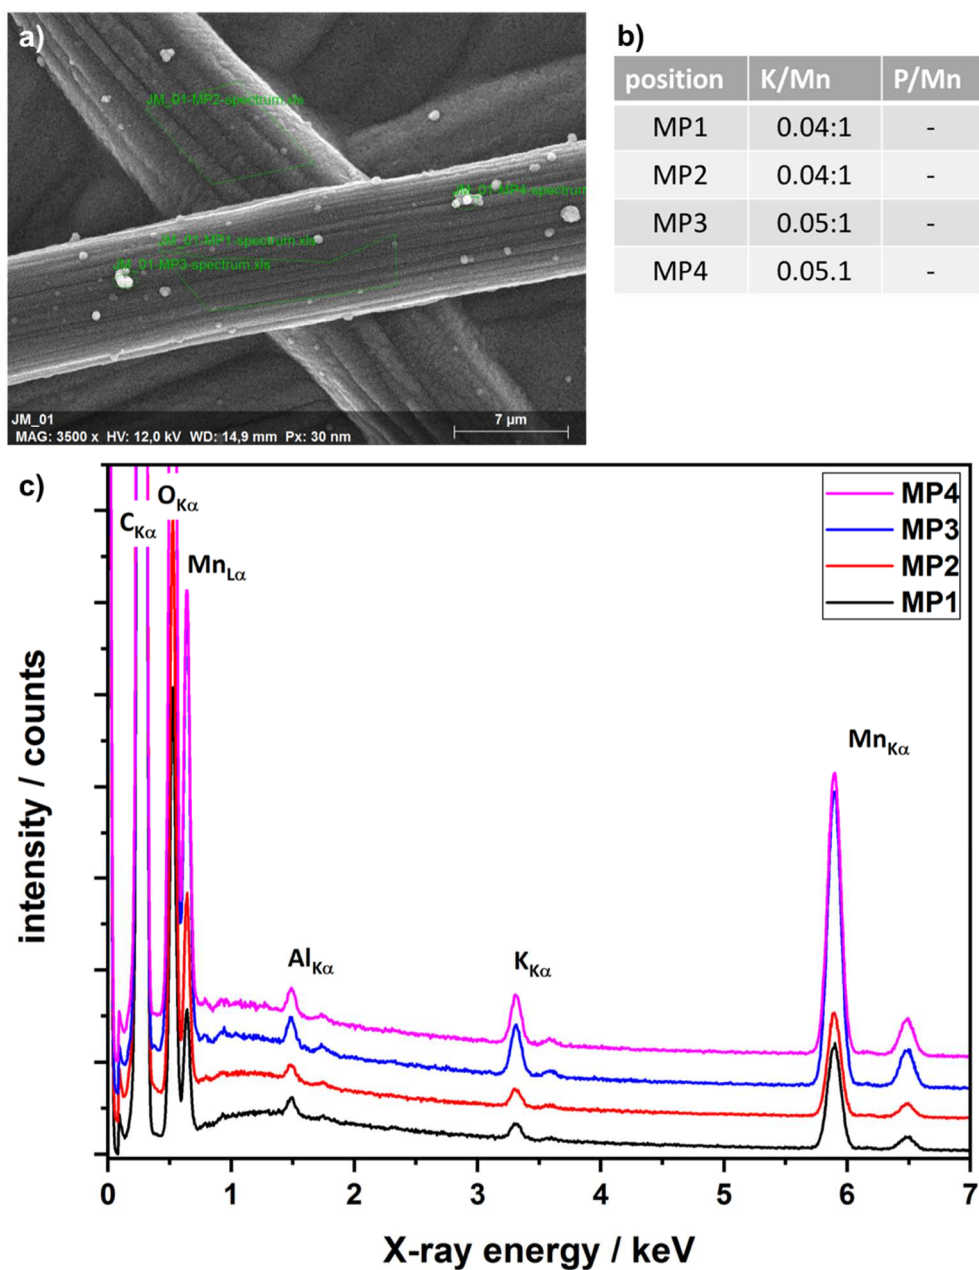 a)
JM_01-MP2-spectrum.xls
JM_01-MP4-spectrum
JM_01-MP1-spectrum.xls
JM_01-MP3-spectrum.xls
JM_01
MAG: 3500 x HV: 12,0 kV WD: 14,9 mm Px: 30 nm
7 µm
b)
position K/Mn P/Mn
MP1 0.04:1 -
MP2 0.04:1 -
MP3 0.05:1 -
MP4 0.05.1 -
c)
OKα
CKα
MnLα
MP4
MP3
MP2
MP1
MnKα
AlKα
KKα
intensity / counts
0 1 2 3 4 5 6 7
X-ray energy / keV